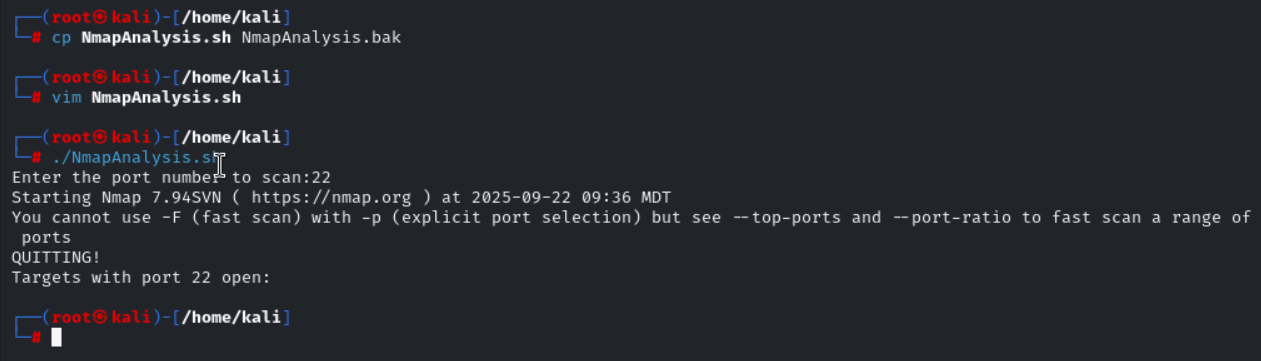 ┌──(root㉿kali)-[/home/kali]
└─# cp NmapAnalysis.sh NmapAnalysis.bak
┌──(root㉿kali)-[/home/kali]
└─# vim NmapAnalysis.sh
┌──(root㉿kali)-[/home/kali]
└─# ./NmapAnalysis.sh
Enter the port number to scan:22
Starting Nmap 7.94SVN ( https://nmap.org ) at 2025-09-22 09:36 MDT
You cannot use -F (fast scan) with -p (explicit port selection) but see --top-ports and --port-ratio to fast scan a range of
ports
QUITTING!
Targets with port 22 open:
┌──(root㉿kali)-[/home/kali]
└─#